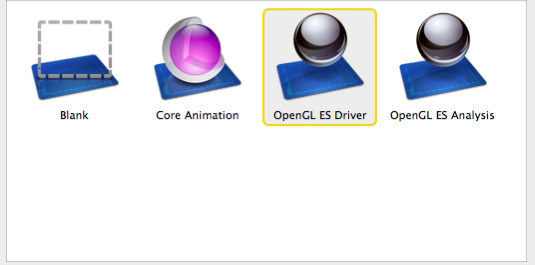 Blank
Core Animation
OpenGL ES Driver
OpenGL ES Analysis